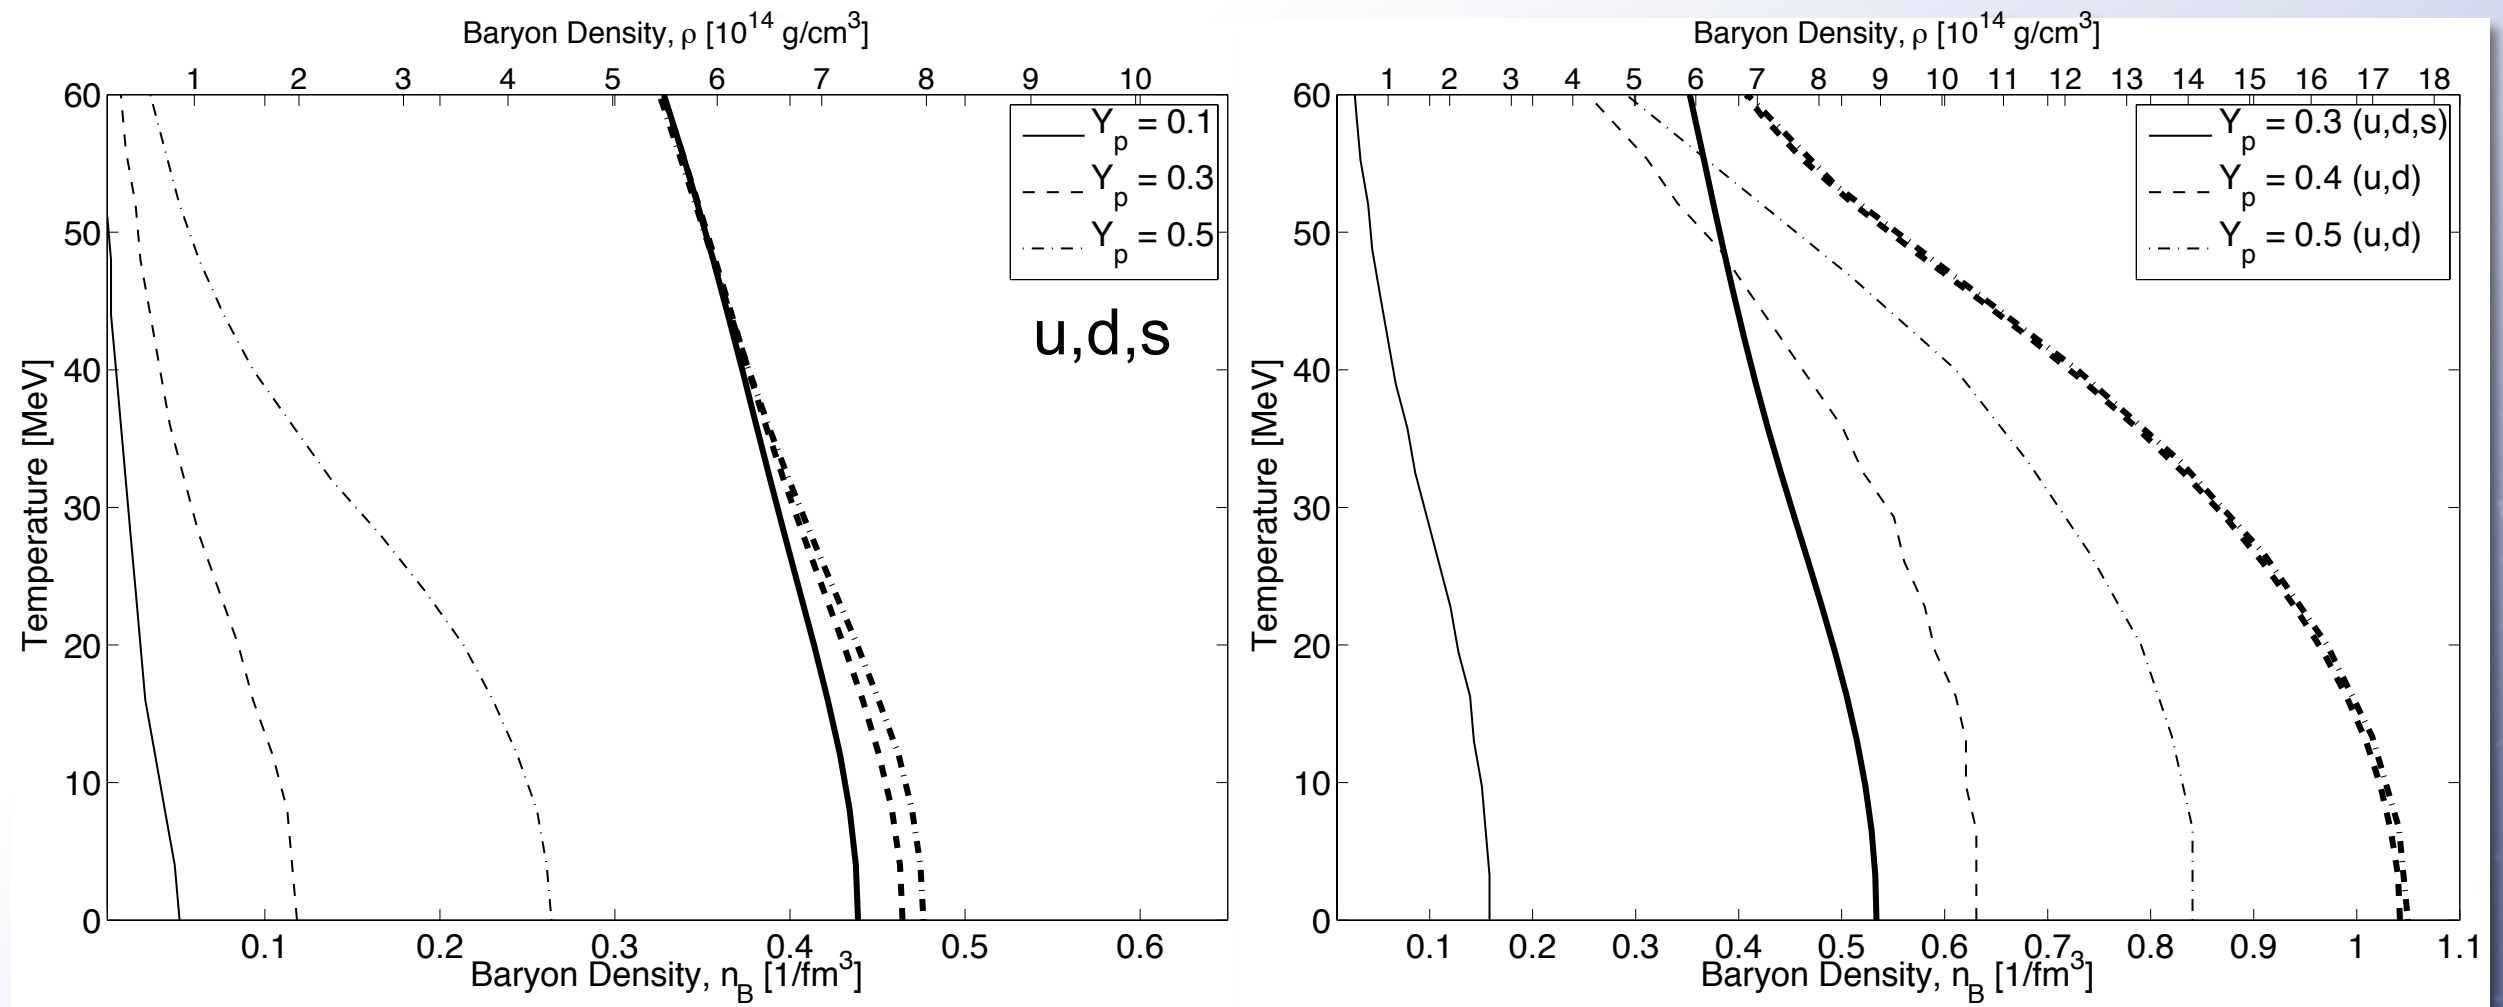 Baryon Density, ρ [10^14 g/cm^3]
1 2 3 4 5 6 7 8 9 10
60
50
40
30
20
10
0
Temperature [MeV]
Y_p = 0.1
Y_p = 0.3
Y_p = 0.5
u,d,s
0.1 0.2 0.3 0.4 0.5 0.6
Baryon Density, n_B [1/fm^3]
Baryon Density, ρ [10^14 g/cm^3]
1 2 3 4 5 6 7 8 9 10 11 12 13 14 15 16 17 18
60
50
40
30
20
10
0
Temperature [MeV]
Y_p = 0.3 (u,d,s)
Y_p = 0.4 (u,d)
Y_p = 0.5 (u,d)
0.1 0.2 0.3 0.4 0.5 0.6 0.7 0.8 0.9 1 1.1
Baryon Density, n_B [1/fm^3]